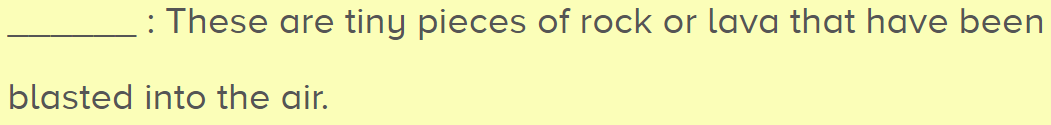 _______ : These are tiny pieces of rock or lava that have been
blasted into the air.